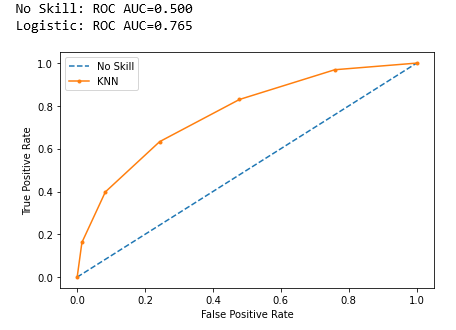 No Skill: ROC AUC=0.500
Logistic: ROC AUC=0.765
1.0
0.8
0.6
0.4
0.2
0.0
True Positive Rate
No Skill
KNN
0.0 0.2 0.4 0.6 0.8 1.0
False Positive Rate